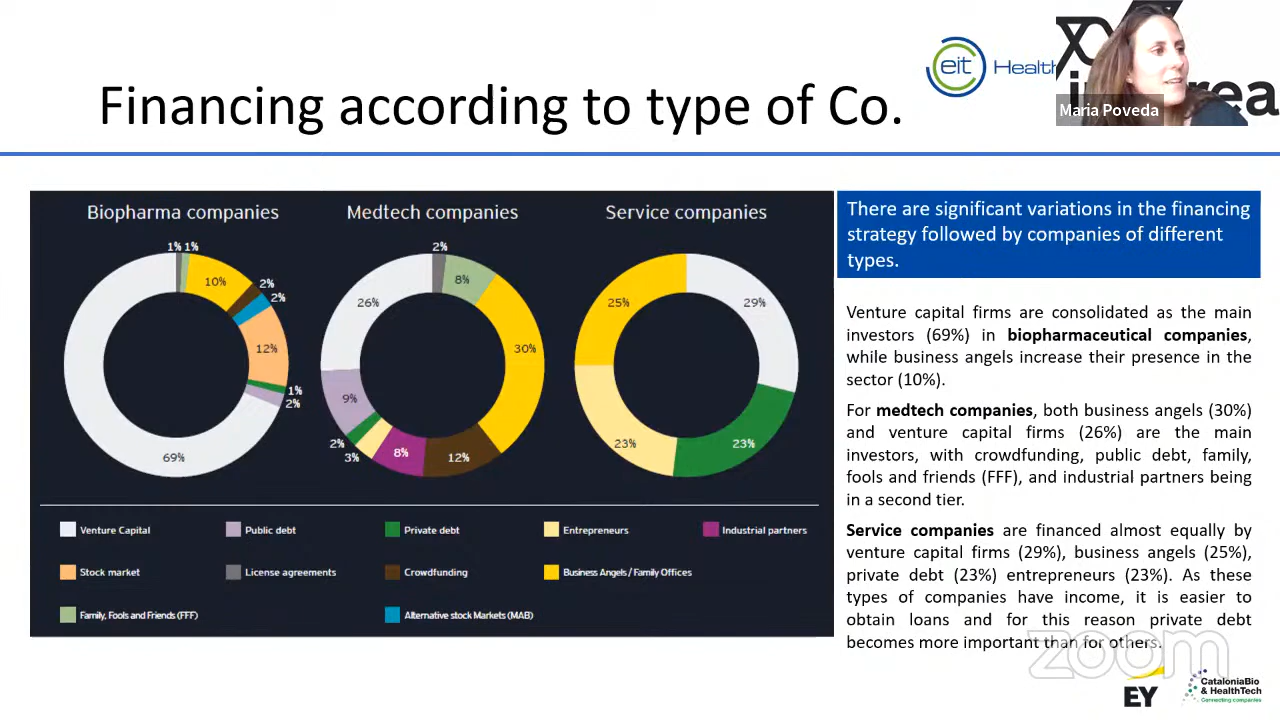 eit Health
Maria Poveda
Financing according to type of Co.
Biopharma companies
Medtech companies
Service companies
1% 1%
10%
2%
2%
12%
1%
2%
69%
2%
8%
30%
12%
8%
3%
2%
9%
26%
29%
23%
23%
25%
Venture Capital
Public debt
Private debt
Entrepreneurs
Industrial partners
Stock market
License agreements
Crowdfunding
Business Angels / Family Offices
Family, Fools and Friends (FFF)
Alternative stock Markets (MAB)
There are significant variations in the financing
strategy followed by companies of different
types.
Venture capital firms are consolidated as the main
investors (69%) in biopharmaceutical companies,
while business angels increase their presence in the
sector (10%).
For medtech companies, both business angels (30%)
and venture capital firms (26%) are the main
investors, with crowdfunding, public debt, family,
fools and friends (FFF), and industrial partners being
in a second tier.
Service companies are financed almost equally by
venture capital firms (29%), business angels (25%),
private debt (23%) entrepreneurs (23%). As these
types of companies have income, it is easier to
obtain loans and for this reason private debt
becomes more important than for others.
zoom
EY
CataloniaBio
& HealthTech
Connecting companies